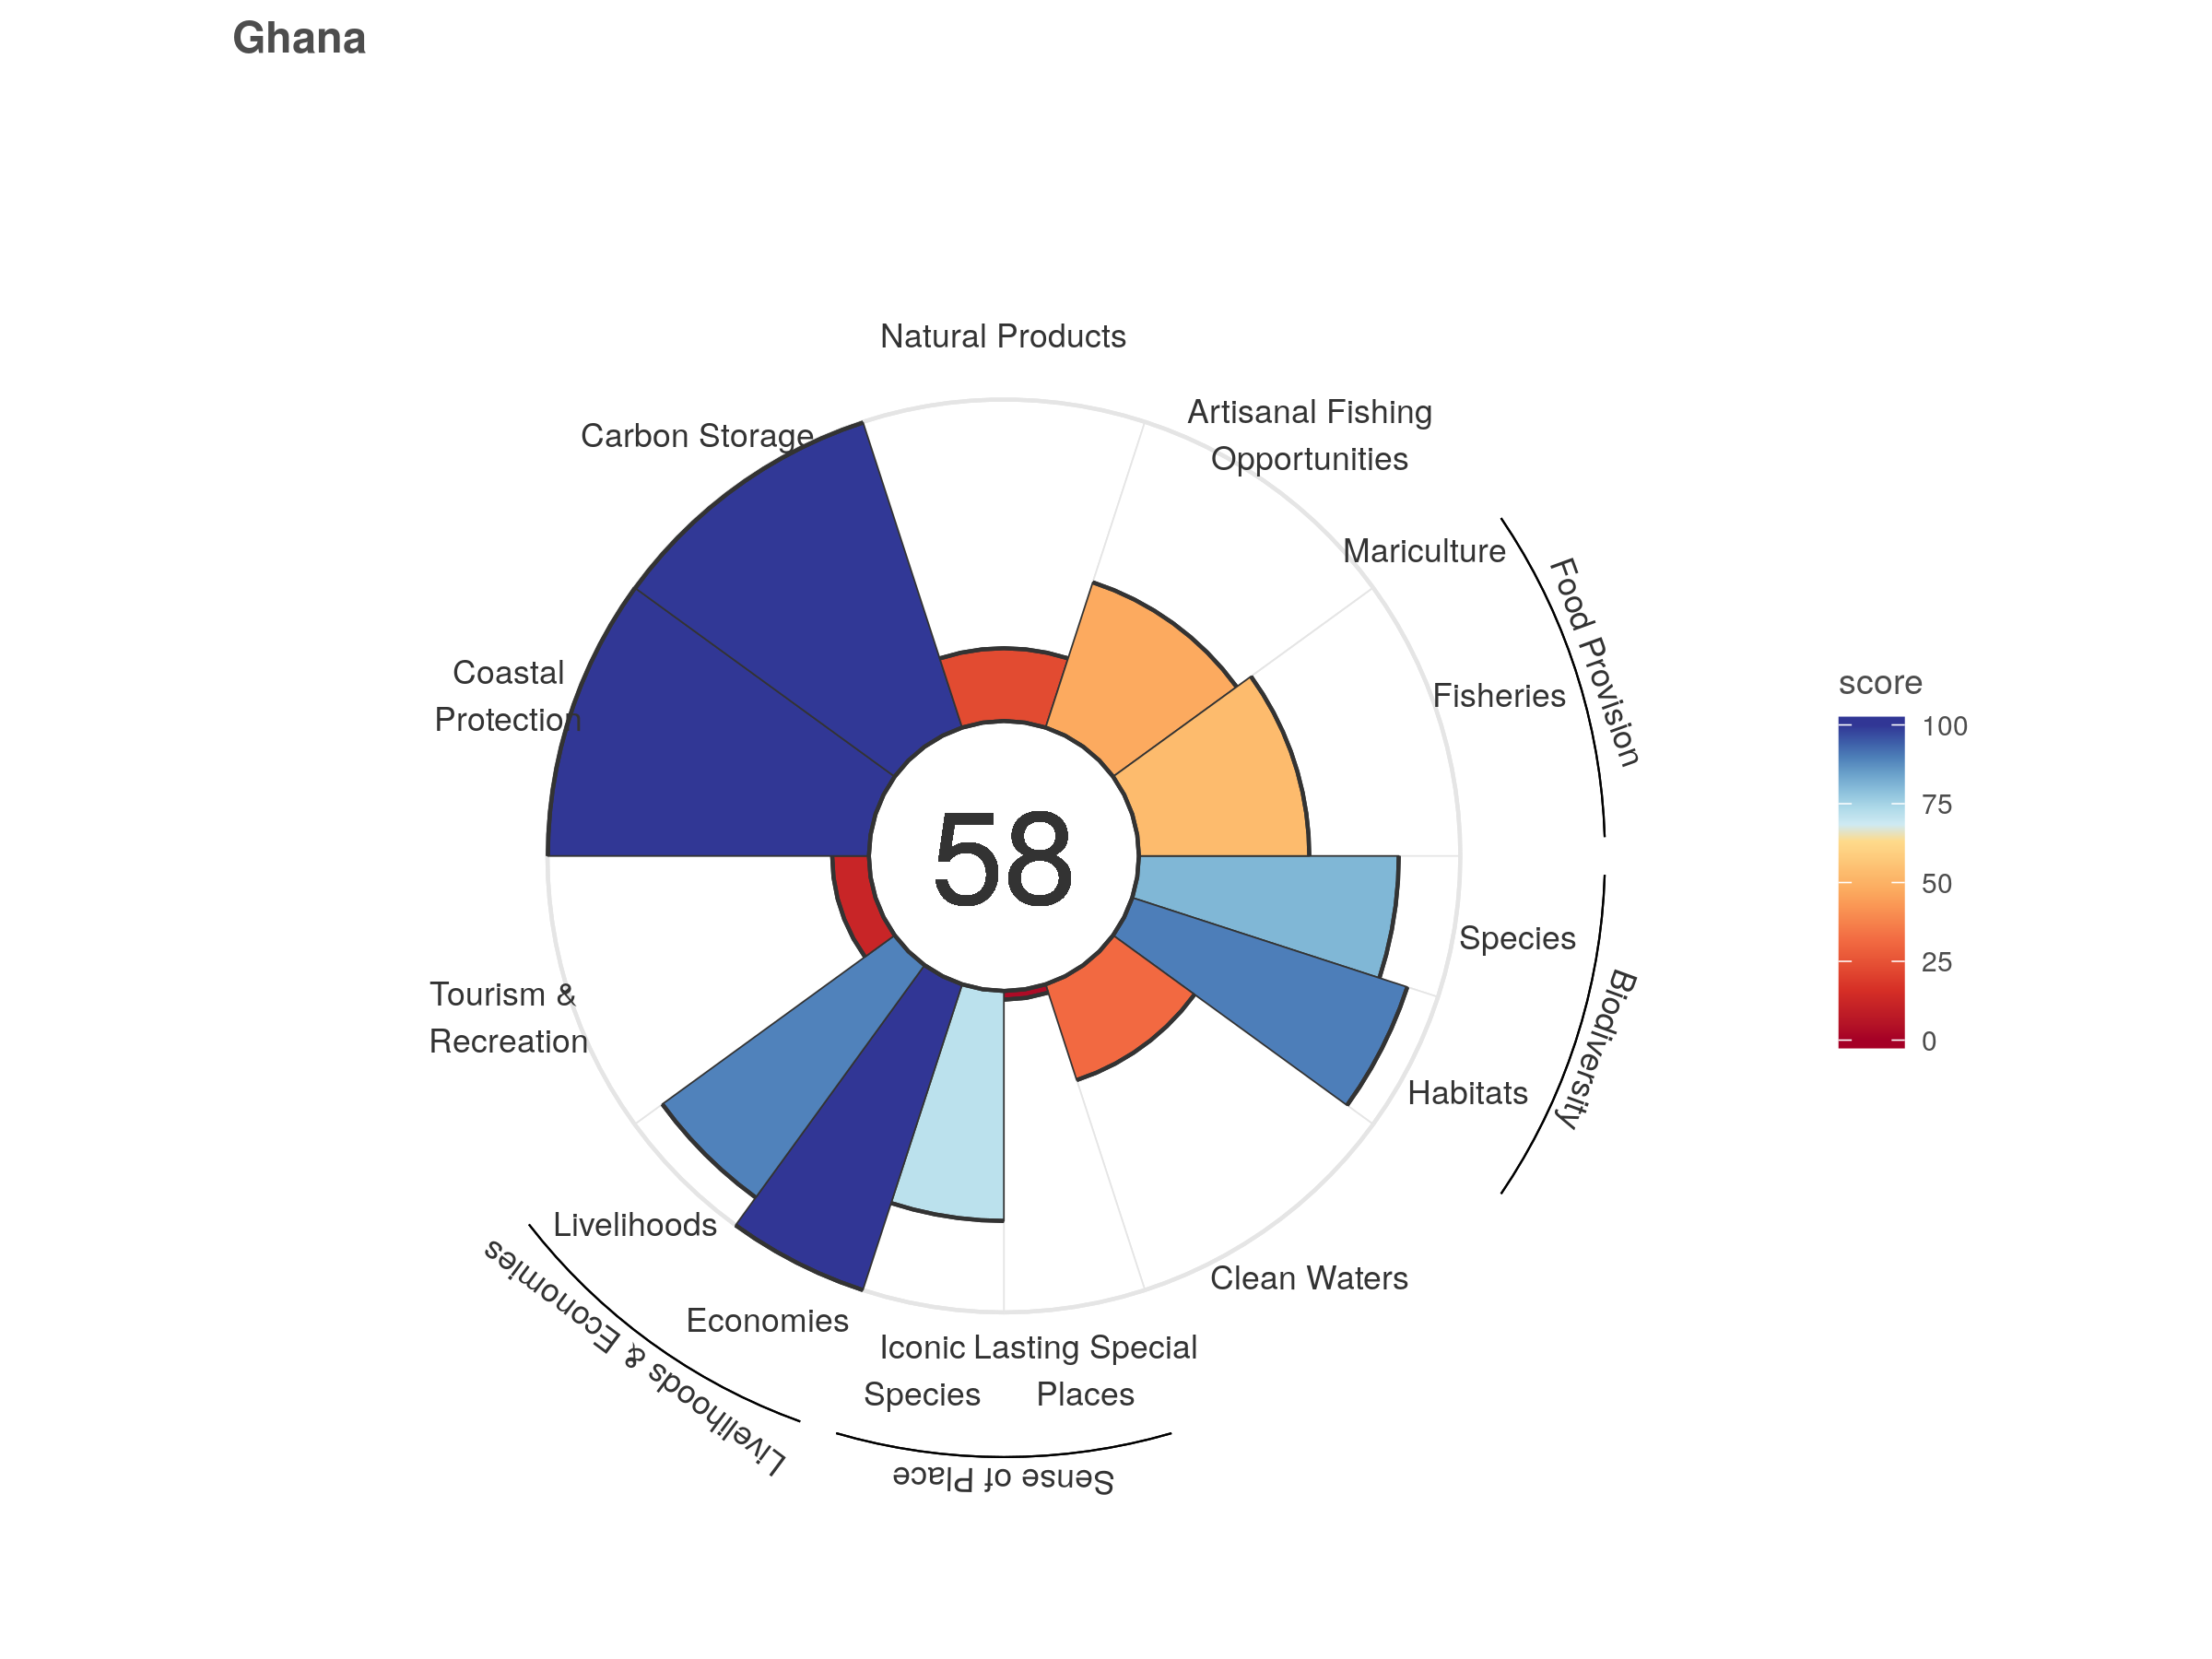 Ghana
Natural Products
Artisanal Fishing
Opportunities
Carbon Storage
Mariculture
Food Provision
Fisheries
Coastal
Protection
58
Species
Biodiversity
Habitats
Tourism &
Recreation
Livelihoods
Livelihoods & Economies
Economies
Clean Waters
Iconic
Species
Lasting Special
Places
Sense of Place
score
100
75
50
25
0